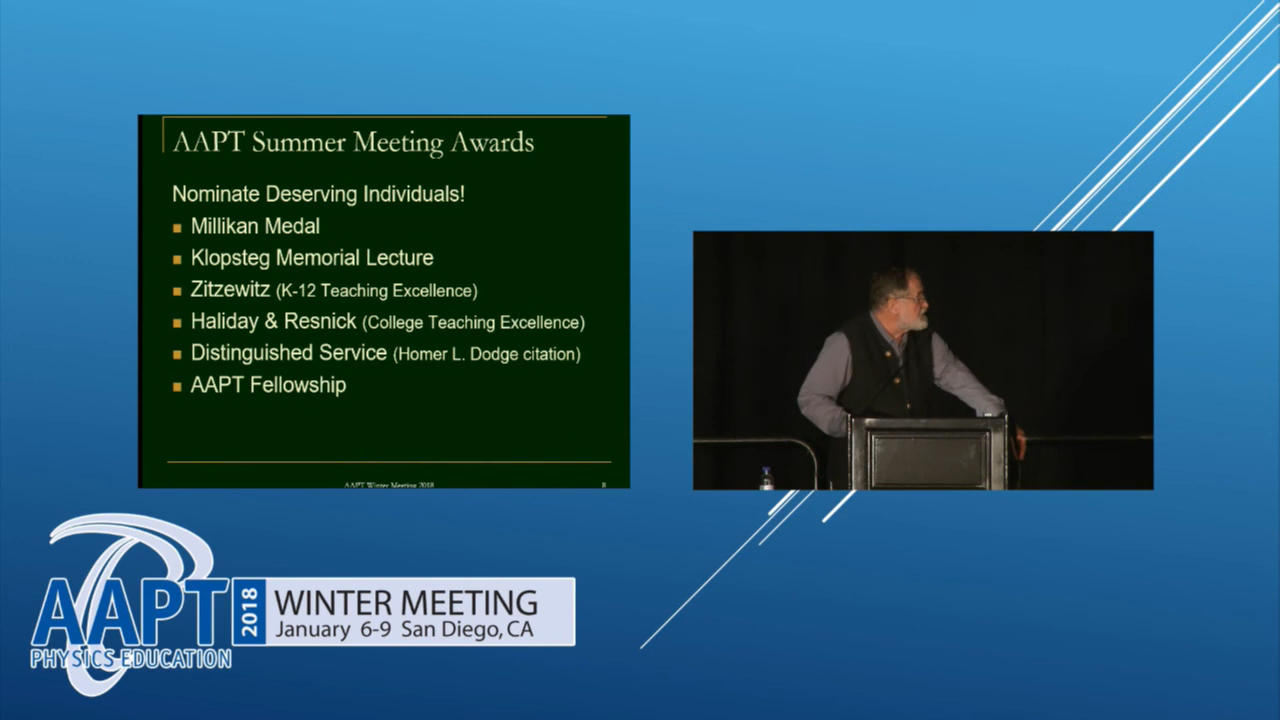 AAPT Summer Meeting Awards
Nominate Deserving Individuals!
Millikan Medal
Klopsteg Memorial Lecture
Zitzewitz (K-12 Teaching Excellence)
Haliday & Resnick (College Teaching Excellence)
Distinguished Service (Homer L. Dodge citation)
AAPT Fellowship
AAPT Winter Meeting 2018
8
AAPT
PHYSICS EDUCATION
2018
WINTER MEETING
January 6-9 San Diego, CA